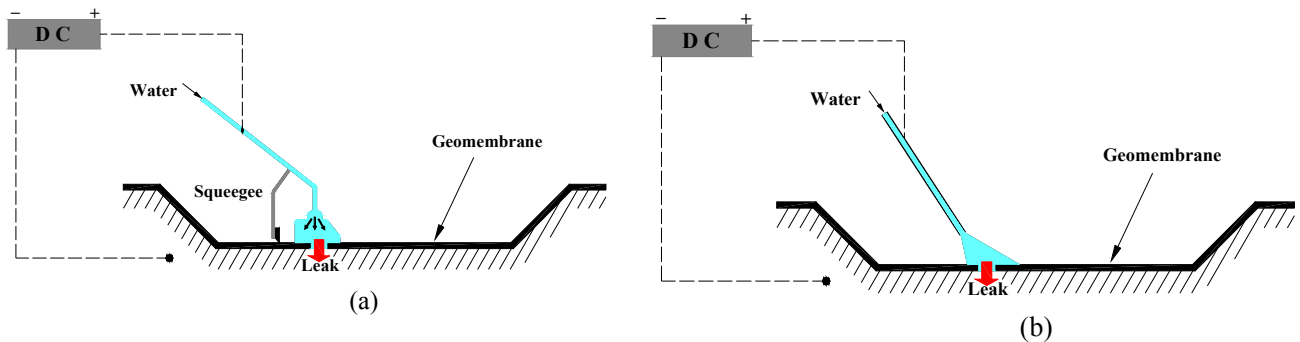 − +
D C
Water
Geomembrane
Squeegee
Leak
(a)
− +
D C
Water
Geomembrane
Leak
(b)